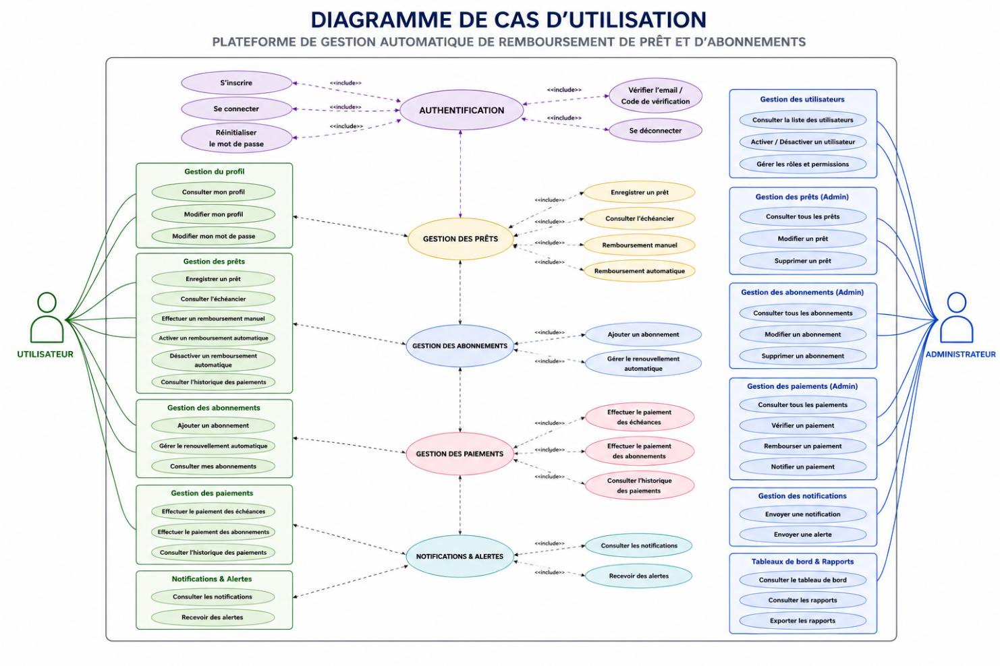 DIAGRAMME DE CAS D'UTILISATION
PLATEFORME DE GESTION AUTOMATIQUE DE REMBOURSEMENT DE PRÊT ET D'ABONNEMENTS
S'inscrire
Se connecter
Réinitialiser
le mot de passe
<<include>>
<<include>>
<<include>>
AUTHENTIFICATION
<<include>>
<<include>>
Vérifier l'email /
Code de vérification
Se déconnecter
UTILISATEUR
Gestion du profil
Consulter mon profil
Modifier mon profil
Modifier mon mot de passe
Gestion des prêts
Enregistrer un prêt
Consulter l'échéancier
Effectuer un remboursement manuel
Activer un remboursement automatique
Désactiver un remboursement
automatique
Consulter l'historique des paiements
Gestion des abonnements
Ajouter un abonnement
Gérer le renouvellement automatique
Consulter mes abonnements
Gestion des paiements
Effectuer le paiement des échéances
Effectuer le paiement des abonnements
Consulter l'historique des paiements
Notifications & Alertes
Consulter les notifications
Recevoir des alertes
GESTION DES PRÊTS
<<include>>
<<include>>
<<include>>
<<include>>
Enregistrer un prêt
Consulter l'échéancier
Remboursement manuel
Remboursement automatique
GESTION DES ABONNEMENTS
<<include>>
<<include>>
Ajouter un abonnement
Gérer le renouvellement
automatique
GESTION DES PAIEMENTS
<<include>>
<<include>>
<<include>>
Effectuer le paiement
des échéances
Effectuer le paiement
des abonnements
Consulter l'historique
des paiements
NOTIFICATIONS & ALERTES
<<include>>
<<include>>
Consulter les notifications
Recevoir des alertes
Gestion des utilisateurs
Consulter la liste des utilisateurs
Activer / Désactiver un utilisateur
Gérer les rôles et permissions
Gestion des prêts (Admin)
Consulter tous les prêts
Modifier un prêt
Supprimer un prêt
Gestion des abonnements (Admin)
Consulter tous les abonnements
Modifier un abonnement
Supprimer un abonnement
Gestion des paiements (Admin)
Consulter tous les paiements
Vérifier un paiement
Rembourser un paiement
Notifier un paiement
Gestion des notifications
Envoyer une notification
Envoyer une alerte
Tableaux de bord & Rapports
Consulter le tableau de bord
Consulter les rapports
Exporter les rapports
ADMINISTRATEUR